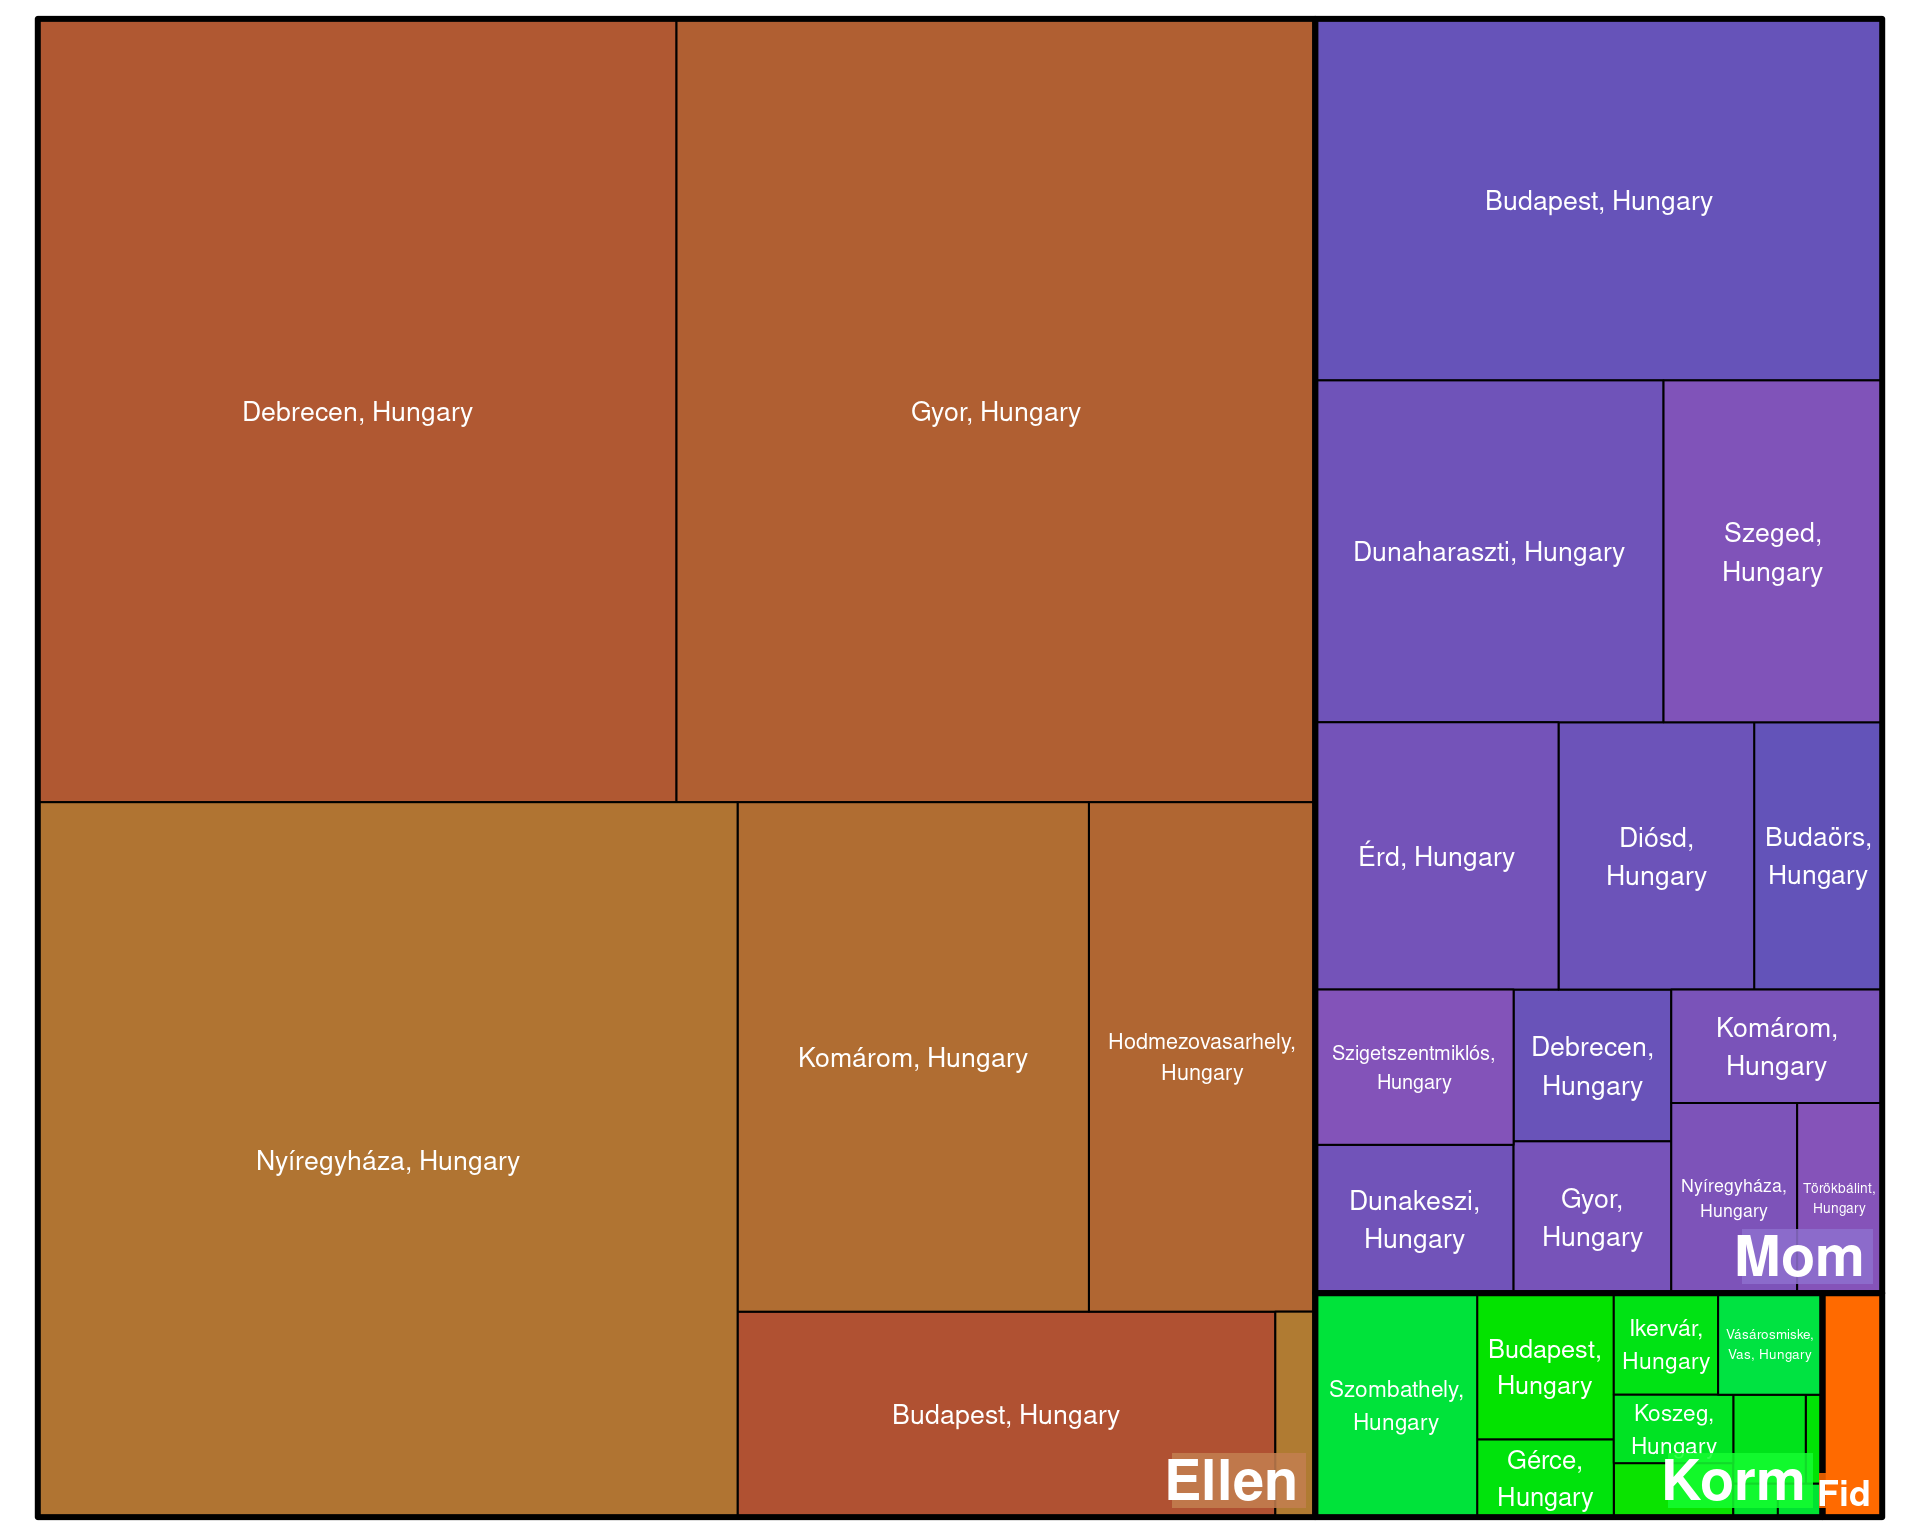 Debrecen, Hungary
Gyor, Hungary
Nyíregyháza, Hungary
Komárom, Hungary
Hodmezovasarhely,
Hungary
Budapest, Hungary
Ellen
Budapest, Hungary
Dunaharaszti, Hungary
Szeged,
Hungary
Érd, Hungary
Diósd,
Hungary
Budaörs,
Hungary
Szigetszentmiklós,
Hungary
Debrecen,
Hungary
Komárom,
Hungary
Dunakeszi,
Hungary
Gyor,
Hungary
Nyíregyháza,
Hungary
Törökbálint,
Hungary
Mom
Szombathely,
Hungary
Budapest,
Hungary
Ikervár,
Hungary
Vásárosmiske,
Vas, Hungary
Koszeg,
Hungary
Gérce,
Hungary
Korm
Fid